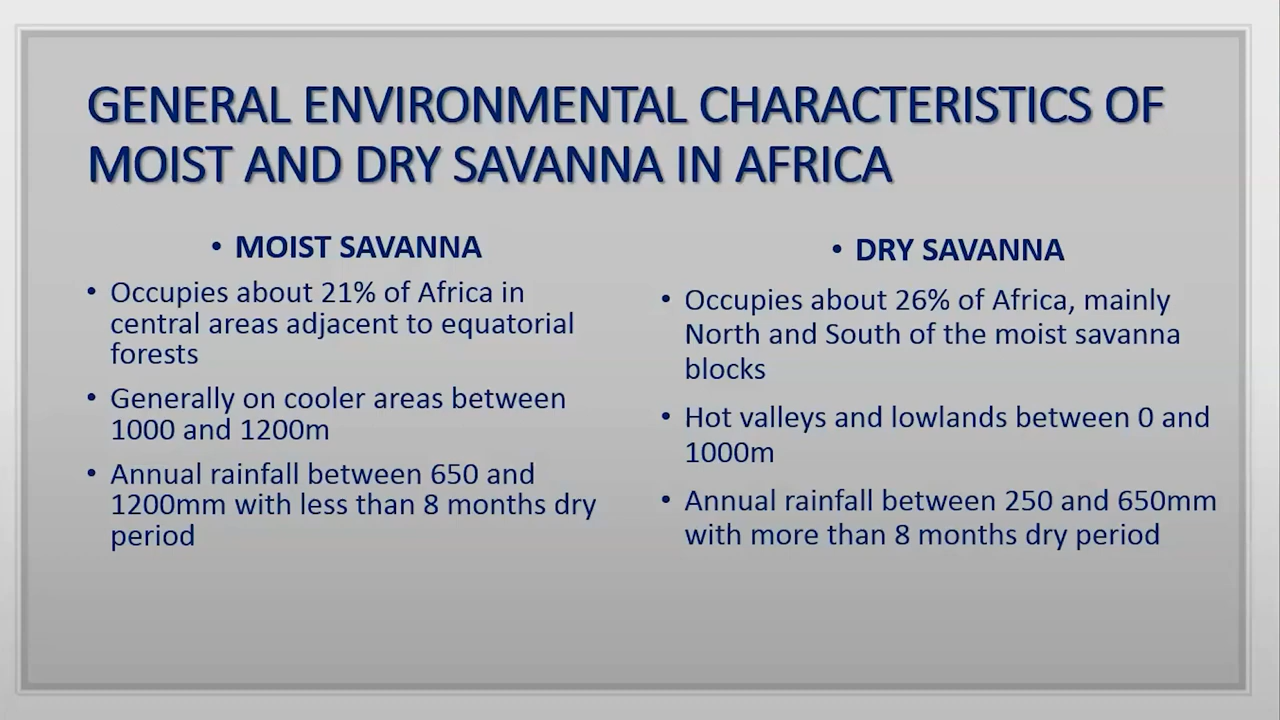 GENERAL ENVIRONMENTAL CHARACTERISTICS OF
MOIST AND DRY SAVANNA IN AFRICA
• MOIST SAVANNA
• Occupies about 21% of Africa in
central areas adjacent to equatorial
forests
• Generally on cooler areas between
1000 and 1200m
• Annual rainfall between 650 and
1200mm with less than 8 months dry
period
• DRY SAVANNA
• Occupies about 26% of Africa, mainly
North and South of the moist savanna
blocks
• Hot valleys and lowlands between 0 and
1000m
• Annual rainfall between 250 and 650mm
with more than 8 months dry period